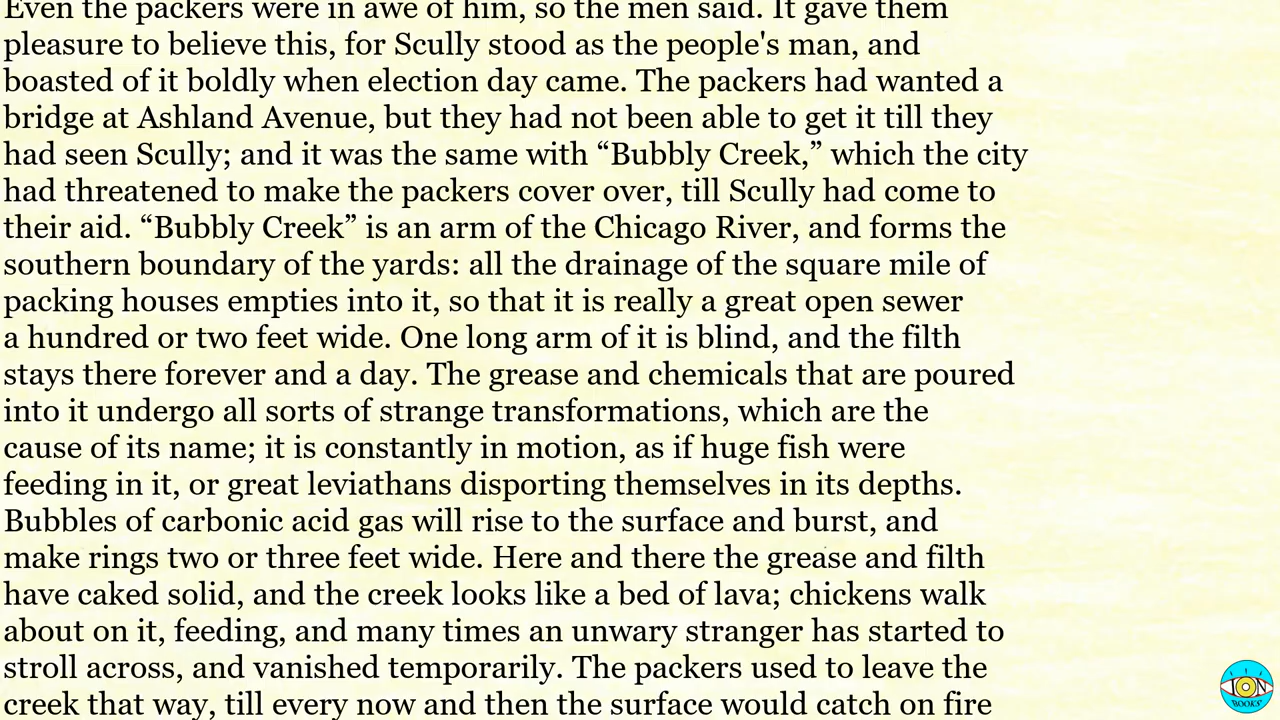 Even the packers were in awe of him, so the men said. It gave them
pleasure to believe this, for Scully stood as the people's man, and
boasted of it boldly when election day came. The packers had wanted a
bridge at Ashland Avenue, but they had not been able to get it till they
had seen Scully; and it was the same with “Bubbly Creek,” which the city
had threatened to make the packers cover over, till Scully had come to
their aid. “Bubbly Creek” is an arm of the Chicago River, and forms the
southern boundary of the yards: all the drainage of the square mile of
packing houses empties into it, so that it is really a great open sewer
a hundred or two feet wide. One long arm of it is blind, and the filth
stays there forever and a day. The grease and chemicals that are poured
into it undergo all sorts of strange transformations, which are the
cause of its name; it is constantly in motion, as if huge fish were
feeding in it, or great leviathans disporting themselves in its depths.
Bubbles of carbonic acid gas will rise to the surface and burst, and
make rings two or three feet wide. Here and there the grease and filth
have caked solid, and the creek looks like a bed of lava; chickens walk
about on it, feeding, and many times an unwary stranger has started to
stroll across, and vanished temporarily. The packers used to leave the
creek that way, till every now and then the surface would catch on fire
ION
BOOKS